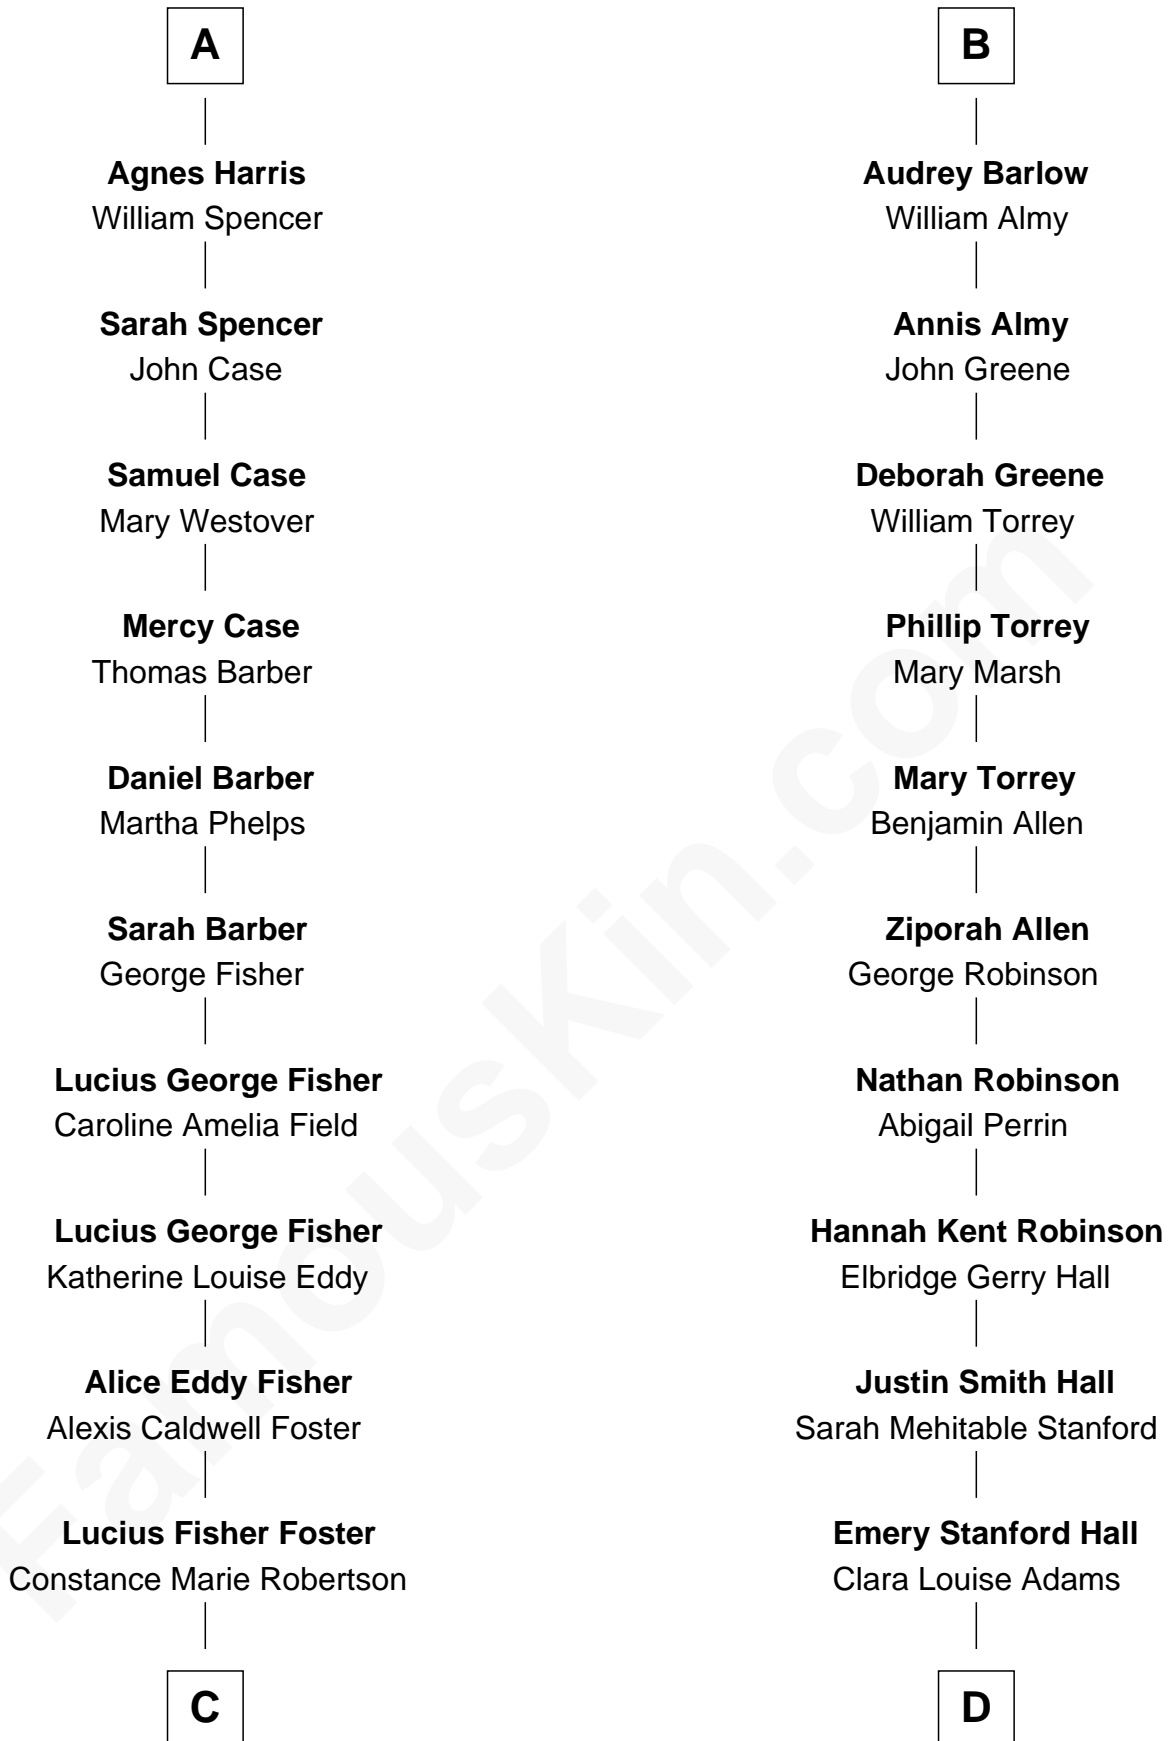 A
Agnes Harris
William Spencer
Sarah Spencer
John Case
Samuel Case
Mary Westover
Mercy Case
Thomas Barber
Daniel Barber
Martha Phelps
Sarah Barber
George Fisher
Lucius George Fisher
Caroline Amelia Field
Lucius George Fisher
Katherine Louise Eddy
Alice Eddy Fisher
Alexis Caldwell Foster
Lucius Fisher Foster
Constance Marie Robertson
C
B
Audrey Barlow
William Almy
Annis Almy
John Greene
Deborah Greene
William Torrey
Phillip Torrey
Mary Marsh
Mary Torrey
Benjamin Allen
Ziporah Allen
George Robinson
Nathan Robinson
Abigail Perrin
Hannah Kent Robinson
Elbridge Gerry Hall
Justin Smith Hall
Sarah Mehitable Stanford
Emery Stanford Hall
Clara Louise Adams
D
FamousKin.com